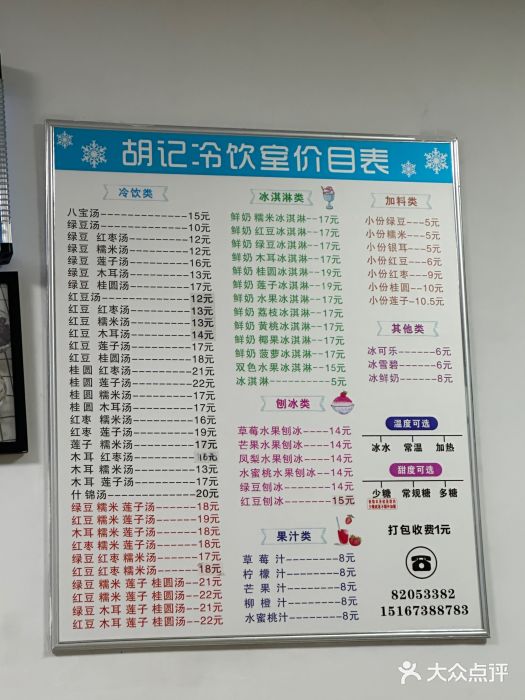 胡记冷饮室价目表
冷饮类
八宝汤----------15元
绿豆汤----------10元
绿豆 红枣汤------12元
绿豆 糯米汤------12元
绿豆 莲子汤------16元
绿豆 木耳汤------13元
绿豆 桂圆汤------17元
红豆汤----------12元
红豆 红枣汤------13元
红豆 糯米汤------13元
红豆 木耳汤------14元
红豆 莲子汤------17元
红豆 桂圆汤------18元
桂圆 红枣汤------21元
桂圆 莲子汤------22元
桂圆 糯米汤------17元
桂圆 木耳汤------17元
红枣 糯米汤------16元
红枣 莲子汤------19元
莲子 糯米汤------17元
木耳 红枣汤------16元
木耳 糯米汤------13元
木耳 莲子汤------17元
什锦汤----------20元
绿豆 糯米 莲子汤----18元
红豆 糯米 莲子汤----19元
木耳 糯米 莲子汤----18元
红枣 糯米 莲子汤----18元
绿豆 红枣 糯米汤----17元
红豆 红枣 糯米汤----18元
绿豆 糯米 莲子 桂圆汤--21元
红豆 糯米 莲子 桂圆汤--22元
绿豆 木耳 莲子 桂圆汤--21元
红豆 木耳 莲子 桂圆汤--22元
冰淇淋类
鲜奶 糯米冰淇淋--17元
鲜奶 红豆冰淇淋--17元
鲜奶 绿豆冰淇淋--17元
鲜奶 木耳冰淇淋--17元
鲜奶 桂圆冰淇淋--19元
鲜奶 莲子冰淇淋--19元
鲜奶 水果冰淇淋--17元
鲜奶 荔枝冰淇淋--17元
鲜奶 黄桃冰淇淋--17元
鲜奶 椰果冰淇淋--17元
鲜奶 菠萝冰淇淋--17元
双色水果冰淇淋---15元
冰淇淋----------5元
刨冰类
草莓水果刨冰----14元
芒果水果刨冰----14元
凤梨水果刨冰----14元
水蜜桃水果刨冰--14元
绿豆刨冰--------14元
红豆刨冰--------15元
果汁类
草莓汁--------8元
柠檬汁--------8元
芒果汁--------8元
柳橙汁--------8元
水蜜桃汁------8元
加料类
小份绿豆---5元
小份糯米---5元
小份银耳---5元
小份红豆---6元
小份红枣---9元
小份桂圆--10元
小份莲子--10.5元
其他类
冰可乐------6元
冰雪碧------6元
冰鲜奶------8元
温度可选
冰水 常温 加热
甜度可选
少糖 常规糖 多糖
打包收费1元
82053382
15167388783
大众点评